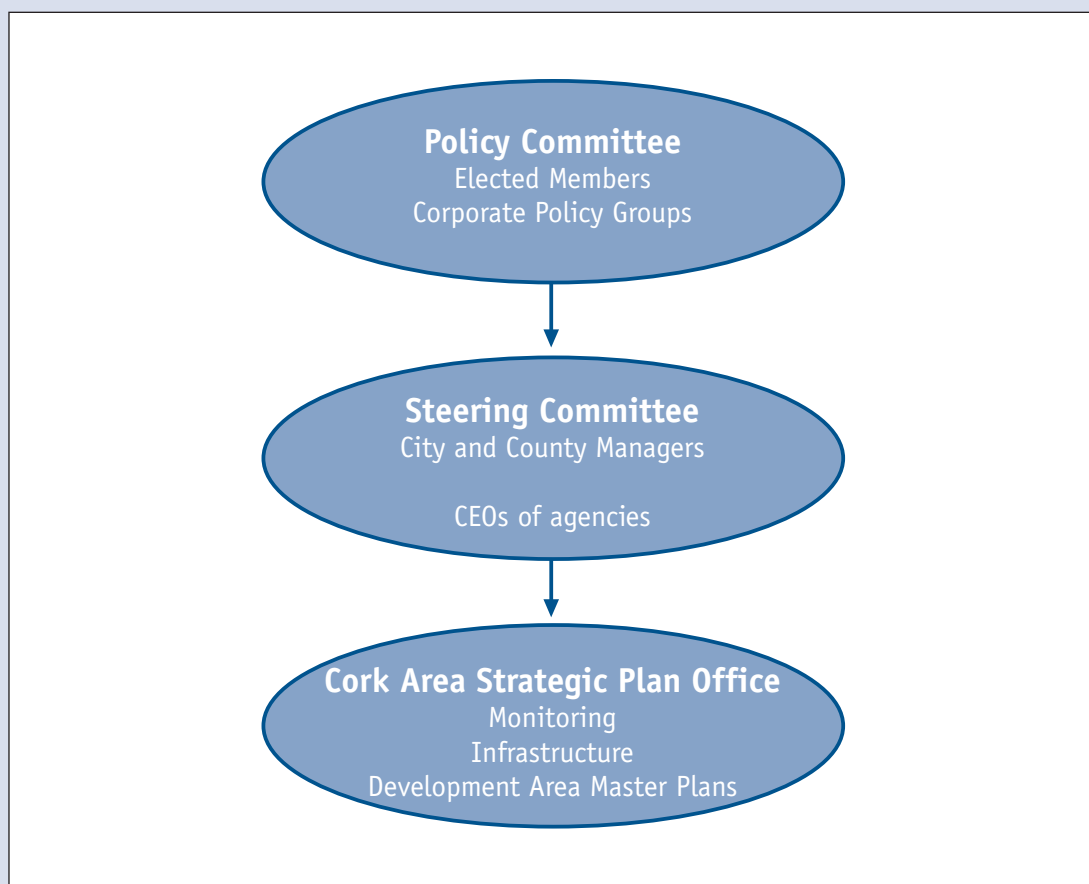 Policy Committee
Elected Members
Corporate Policy Groups
Steering Committee
City and County Managers
CEOs of agencies
Cork Area Strategic Plan Office
Monitoring
Infrastructure
Development Area Master Plans